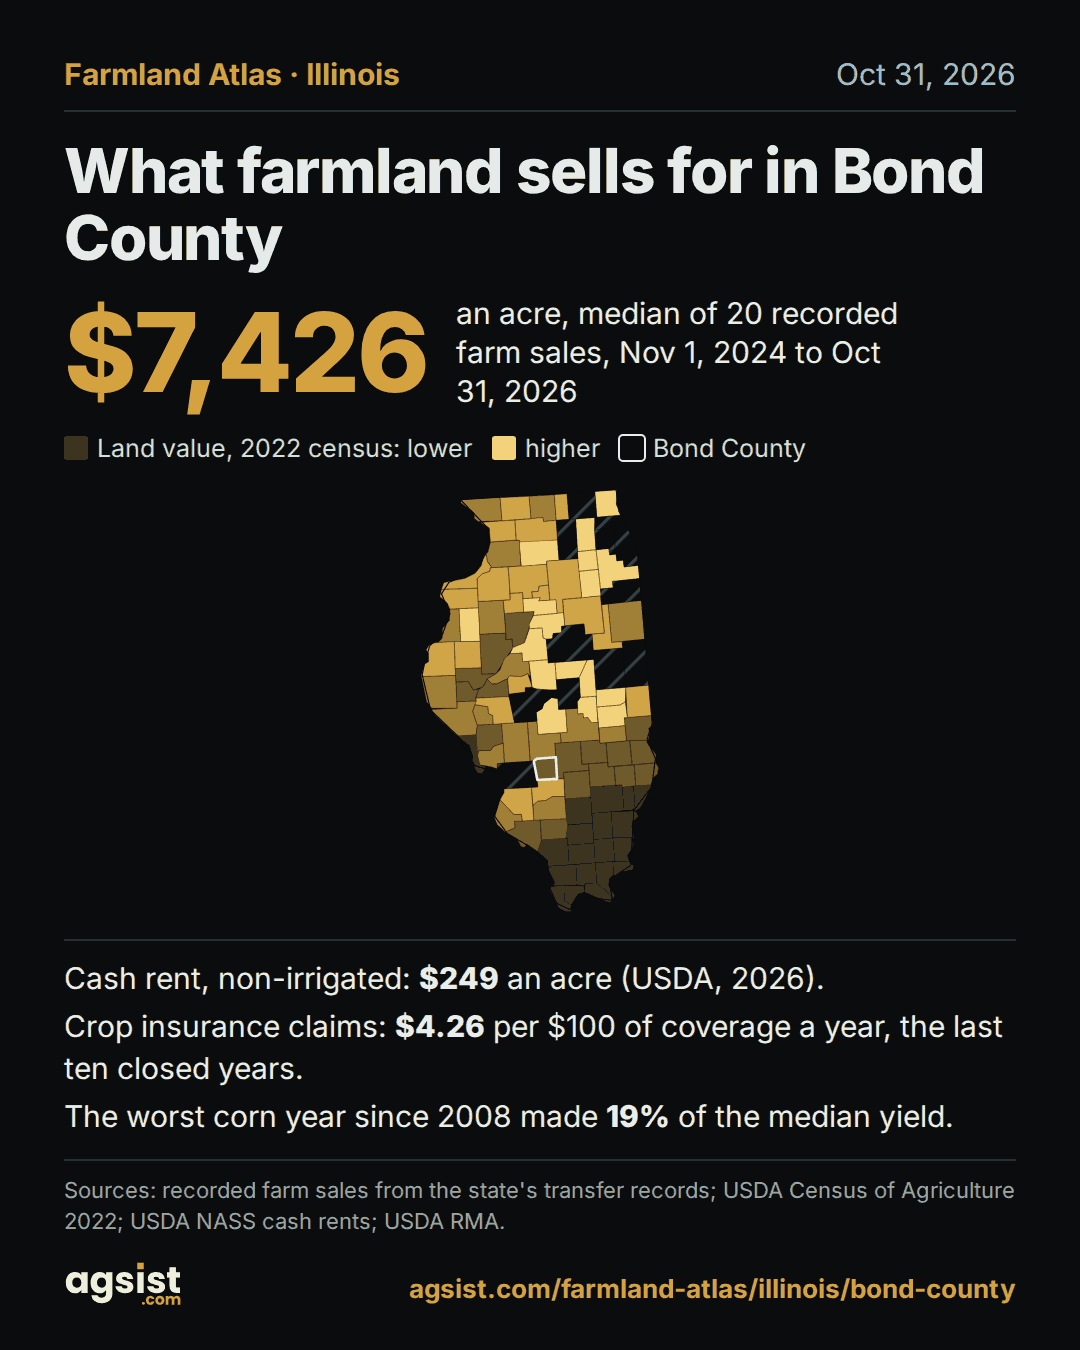 Farmland Atlas · Illinois
Oct 31, 2026
What farmland sells for in Bond
County
$7,426
an acre, median of 20 recorded
farm sales, Nov 1, 2024 to Oct
31, 2026
Land value, 2022 census: lower
higher
Bond County
Cash rent, non-irrigated: $249 an acre (USDA, 2026).
Crop insurance claims: $4.26 per $100 of coverage a year, the last
ten closed years.
The worst corn year since 2008 made 19% of the median yield.
Sources: recorded farm sales from the state's transfer records; USDA Census of Agriculture
2022; USDA NASS cash rents; USDA RMA.
agsist
.com
agsist.com/farmland-atlas/illinois/bond-county